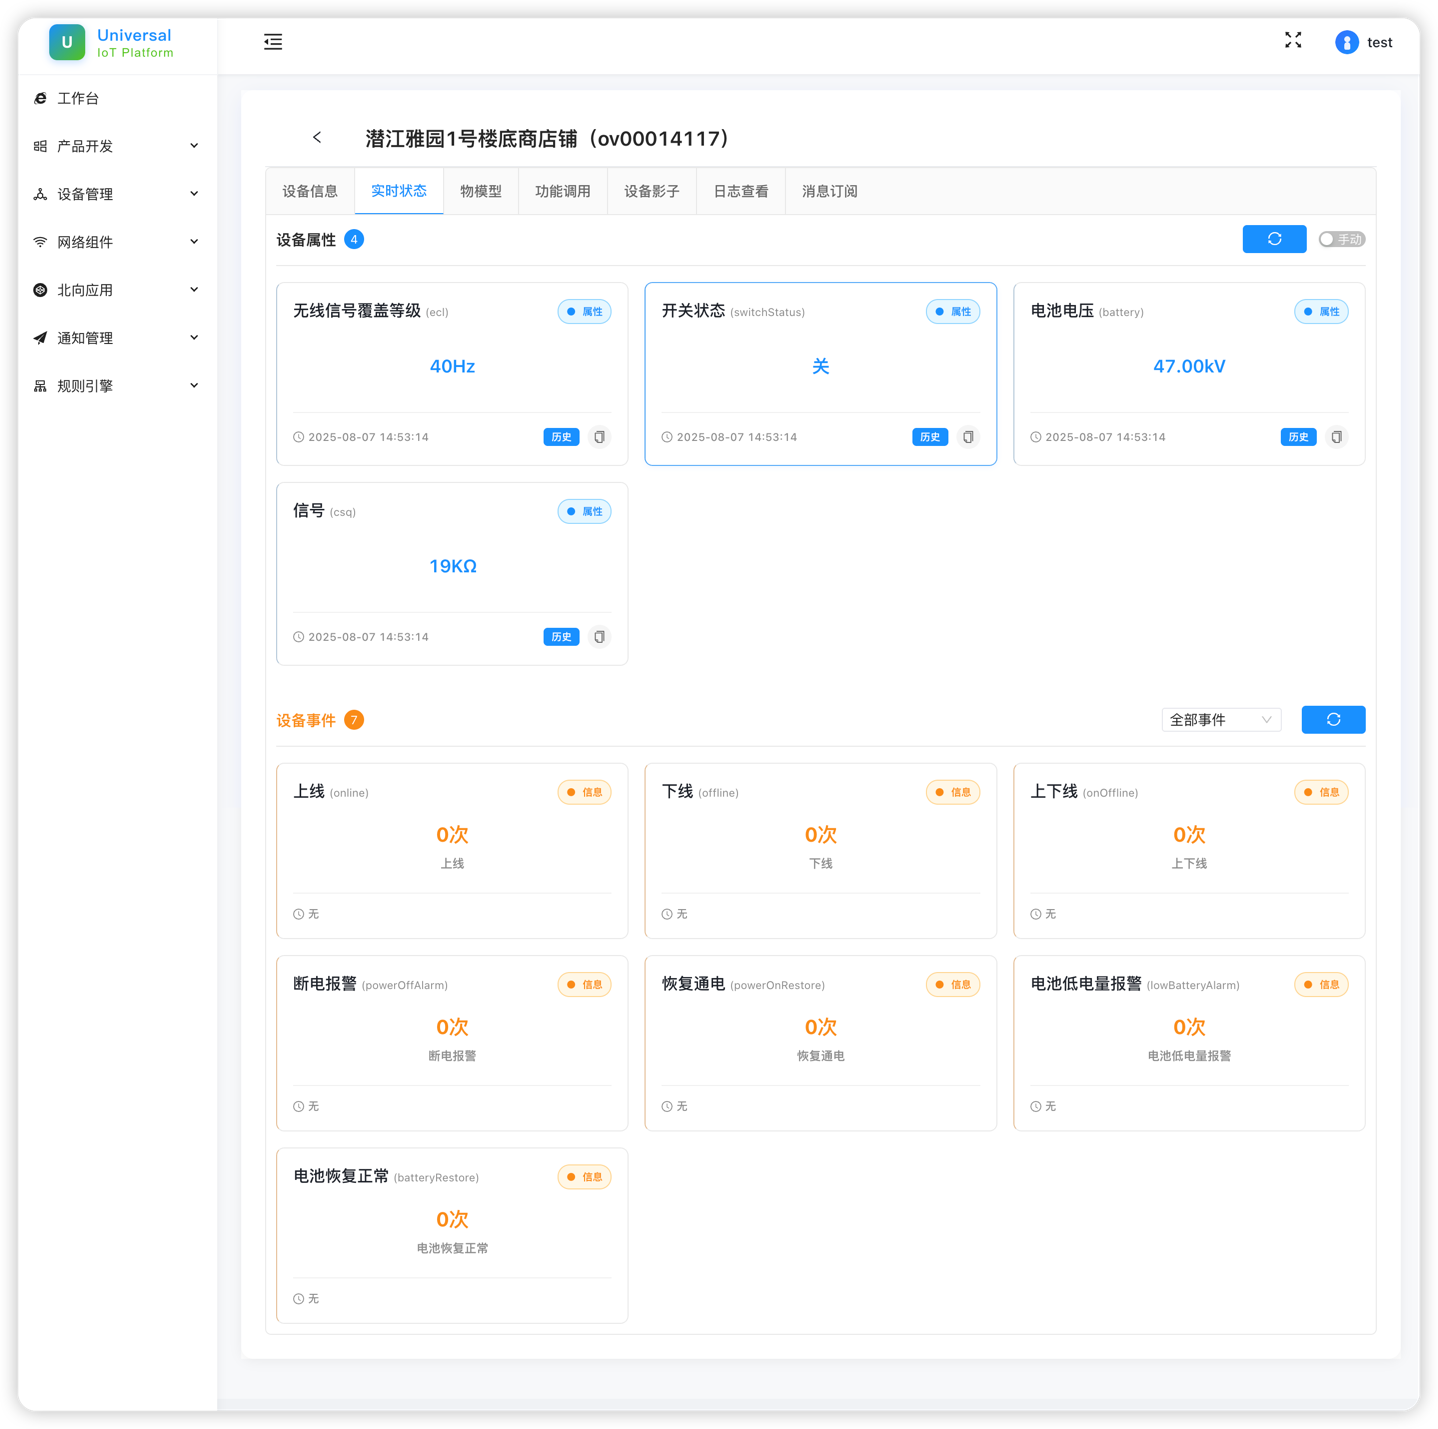 U
Universal
IoT Platform
test
工作台
产品开发
设备管理
网络组件
北向应用
通知管理
规则引擎
潜江雅园1号楼底商店铺（ov00014117）
设备信息 实时状态 物模型 功能调用 设备影子 日志查看 消息订阅
设备属性 4 手动
无线信号覆盖等级 (ecl) 属性
40Hz
2025-08-07 14:53:14 历史
开关状态 (switchStatus) 属性
关
2025-08-07 14:53:14 历史
电池电压 (battery) 属性
47.00kV
2025-08-07 14:53:14 历史
信号 (csq) 属性
19KΩ
2025-08-07 14:53:14 历史
设备事件 7 全部事件
上线 (online) 信息
0次
上线
无
下线 (offline) 信息
0次
下线
无
上下线 (onOffline) 信息
0次
上下线
无
断电报警 (powerOffAlarm) 信息
0次
断电报警
无
恢复通电 (powerOnRestore) 信息
0次
恢复通电
无
电池低电量报警 (lowBatteryAlarm) 信息
0次
电池低电量报警
无
电池恢复正常 (batteryRestore) 信息
0次
电池恢复正常
无